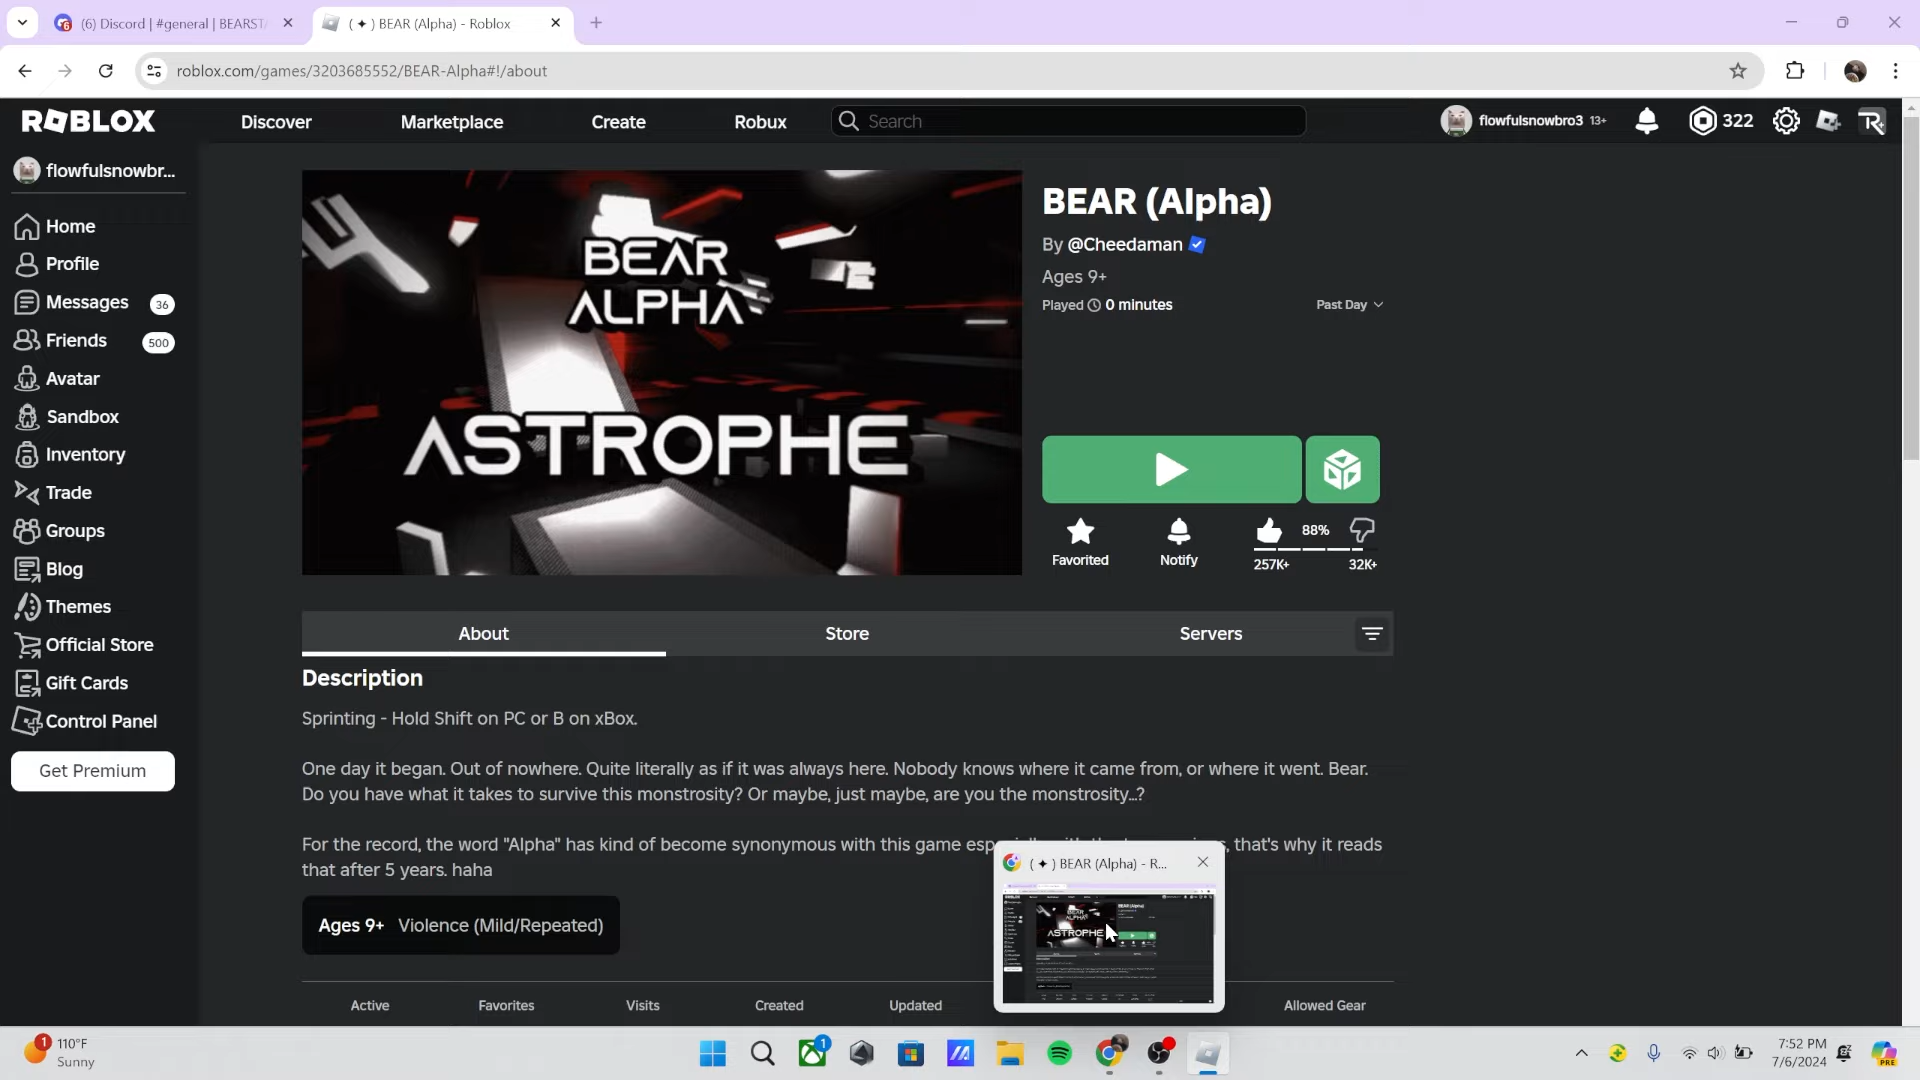 (6) Discord | #general | BEARST
( ✦ ) BEAR (Alpha) - Roblox
roblox.com/games/3203685552/BEAR-Alpha#!/about
ROBLOX
Discover
Marketplace
Create
Robux
Search
flowfulsnowbro3 13+
322
flowfulsnowbr...
Home
Profile
Messages 36
Friends 500
Avatar
Sandbox
Inventory
Trade
Groups
Blog
Themes
Official Store
Gift Cards
Control Panel
Get Premium
BEAR
ALPHA
ASTROPHE
BEAR (Alpha)
By @Cheedaman
Ages 9+
Played 0 minutes
Past Day
Favorited
Notify
88%
257K+
32K+
About
Store
Servers
Description
Sprinting - Hold Shift on PC or B on xBox.
One day it began. Out of nowhere. Quite literally as if it was always here. Nobody knows where it came from, or where it went. Bear.
Do you have what it takes to survive this monstrosity? Or maybe, just maybe, are you the monstrosity...?
For the record, the word "Alpha" has kind of become synonymous with this game , that's why it reads
that after 5 years. haha
Ages 9+ Violence (Mild/Repeated)
Active
Favorites
Visits
Created
Updated
Allowed Gear
( ✦ ) BEAR (Alpha) - R...
1
110°F
Sunny
1
7:52 PM
7/6/2024
PRE